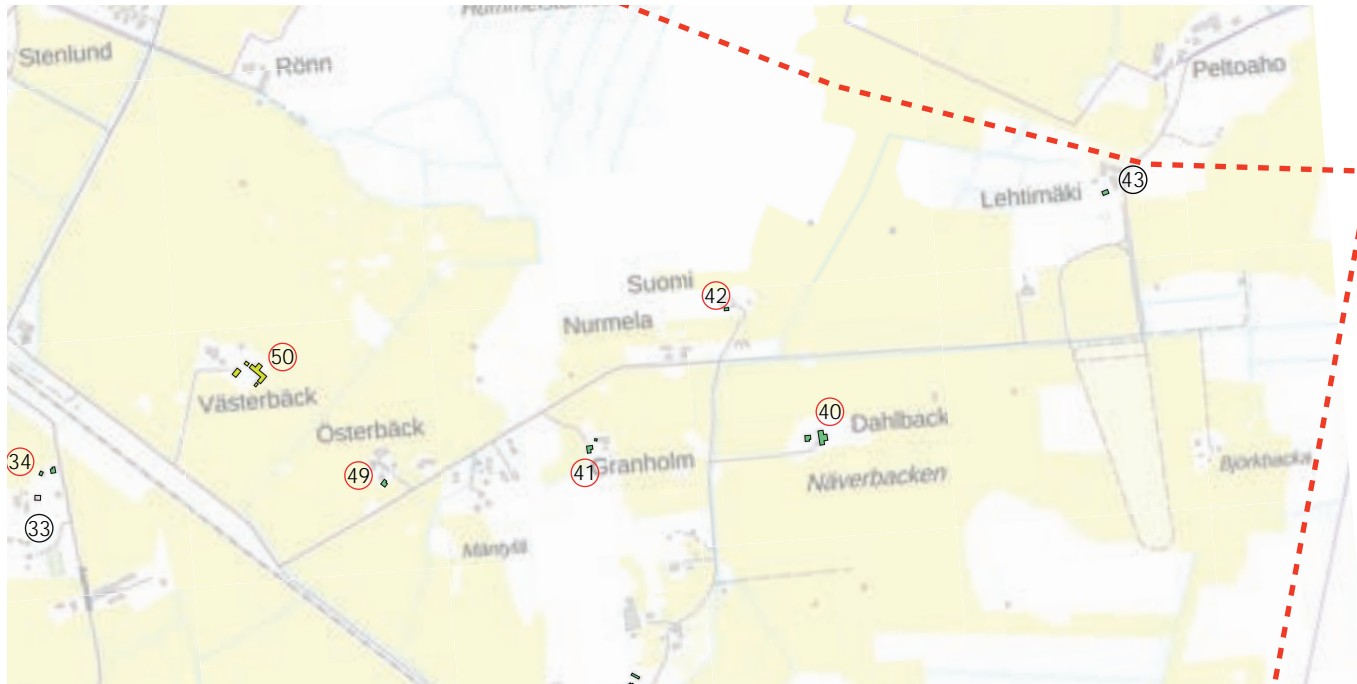 Stenlund
Rönn
Peltoaho
43
Lehtimäki
Suomi
42
Nurmela
50
Västerbäck
40
Dahlback
Österbäck
34
49
41
Granholm
Näverbacken
Björkbacka
33
Mäntylä